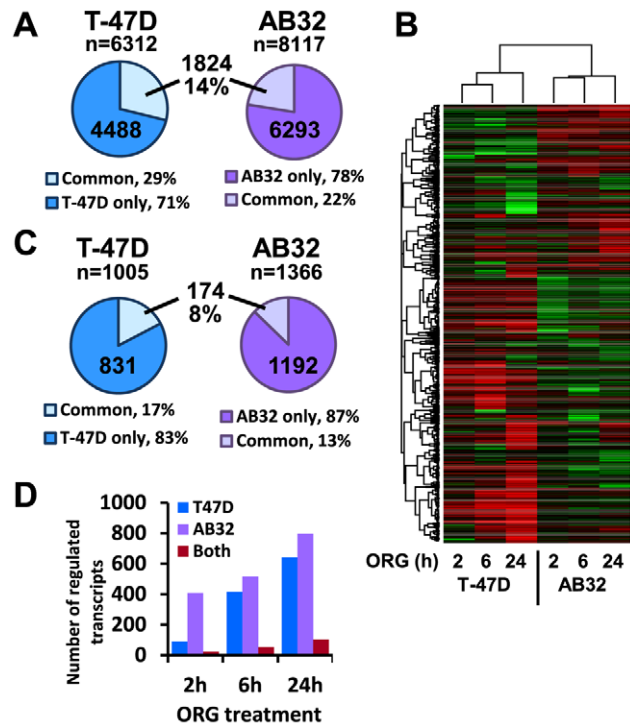 A
T-47D
n=6312
AB32
n=8117
1824
14%
4488
6293
Common, 29%
T-47D only, 71%
AB32 only, 78%
Common, 22%
B
ORG (h) 2 6 24 2 6 24
T-47D AB32
C
T-47D
n=1005
AB32
n=1366
174
8%
831
1192
Common, 17%
T-47D only, 83%
AB32 only, 87%
Common, 13%
D
Number of regulated
transcripts
1000
800
600
400
200
0
T47D
AB32
Both
2h 6h 24h
ORG treatment